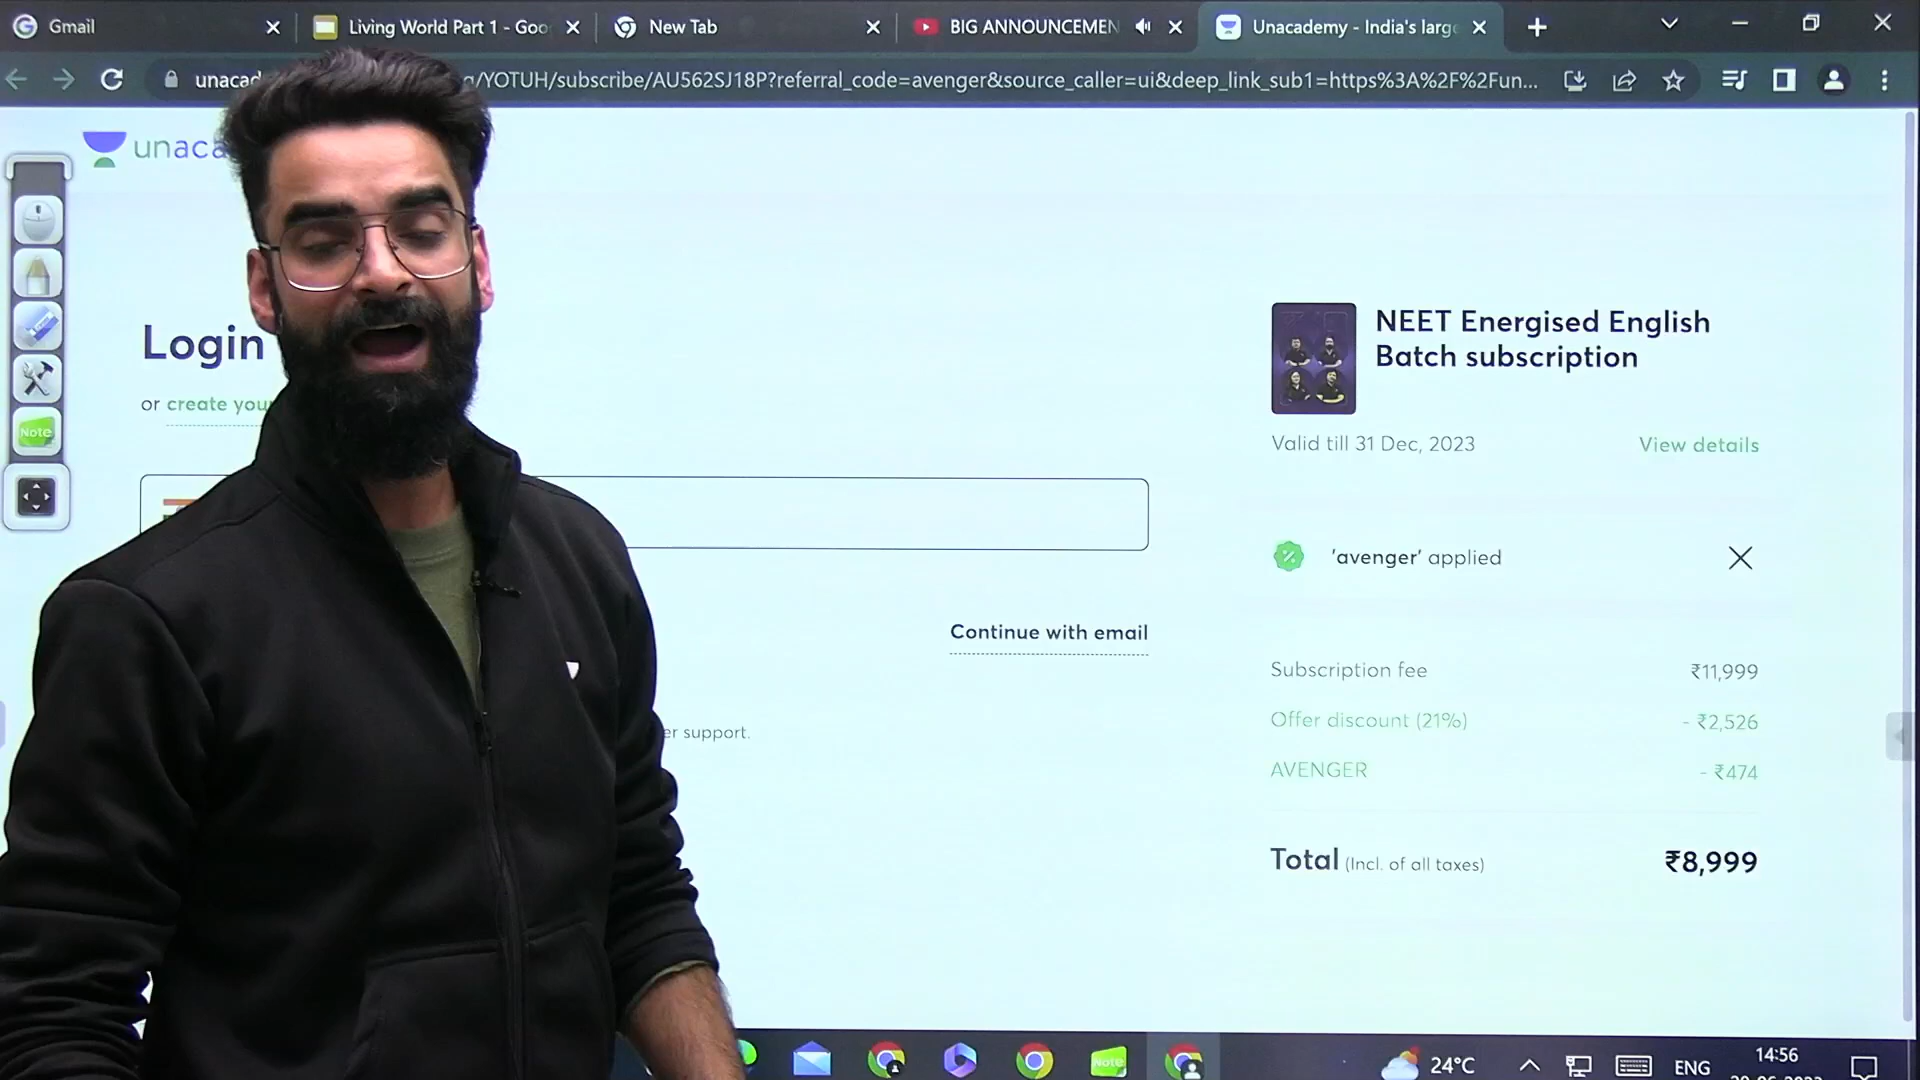 Gmail
Living World Part 1 - Goo
New Tab
BIG ANNOUNCEMEN
Unacademy - India's large
unacad
/YOTUH/subscribe/AU562SJ18P?referral_code=avenger&source_caller=ui&deep_link_sub1=https%3A%2F%2Fun...
unaca
Login
or create your
Note
NEET Energised English
Batch subscription
Valid till 31 Dec, 2023
View details
'avenger' applied
Continue with email
Subscription fee
₹11,999
Offer discount (21%)
- ₹2,526
er support.
AVENGER
- ₹474
Total (Incl. of all taxes)
₹8,999
Note
24°C
ENG
14:56